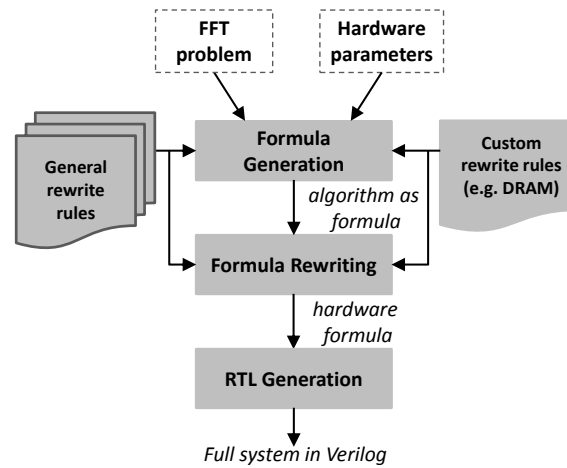 FFT
problem
Hardware
parameters
General
rewrite
rules
Formula
Generation
Custom
rewrite rules
(e.g. DRAM)
algorithm as
formula
Formula Rewriting
hardware
formula
RTL Generation
Full system in Verilog